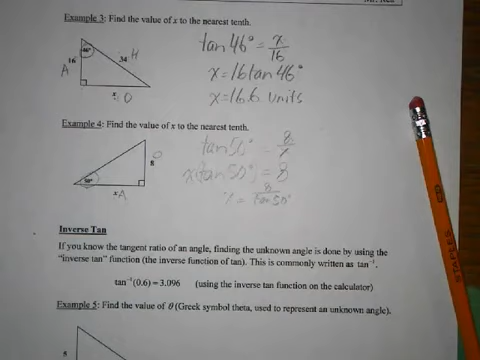 Example 3: Find the value of x to the nearest tenth.
46°
16
34 H
A
x O
tan 46° = x/16
x = 16 tan 46°
x = 16.6 units
Example 4: Find the value of x to the nearest tenth.
50°
8 O
x A
tan 50° = 8/x
x(tan 50°) = 8
x = 8/tan 50°
Inverse Tan
If you know the tangent ratio of an angle, finding the unknown angle is done by using the
"inverse tan" function (the inverse function of tan). This is commonly written as tan⁻¹.
tan⁻¹(0.6) = 3.096 (using the inverse tan function on the calculator)
Example 5: Find the value of θ (Greek symbol theta, used to represent an unknown angle).
5
STAPLES